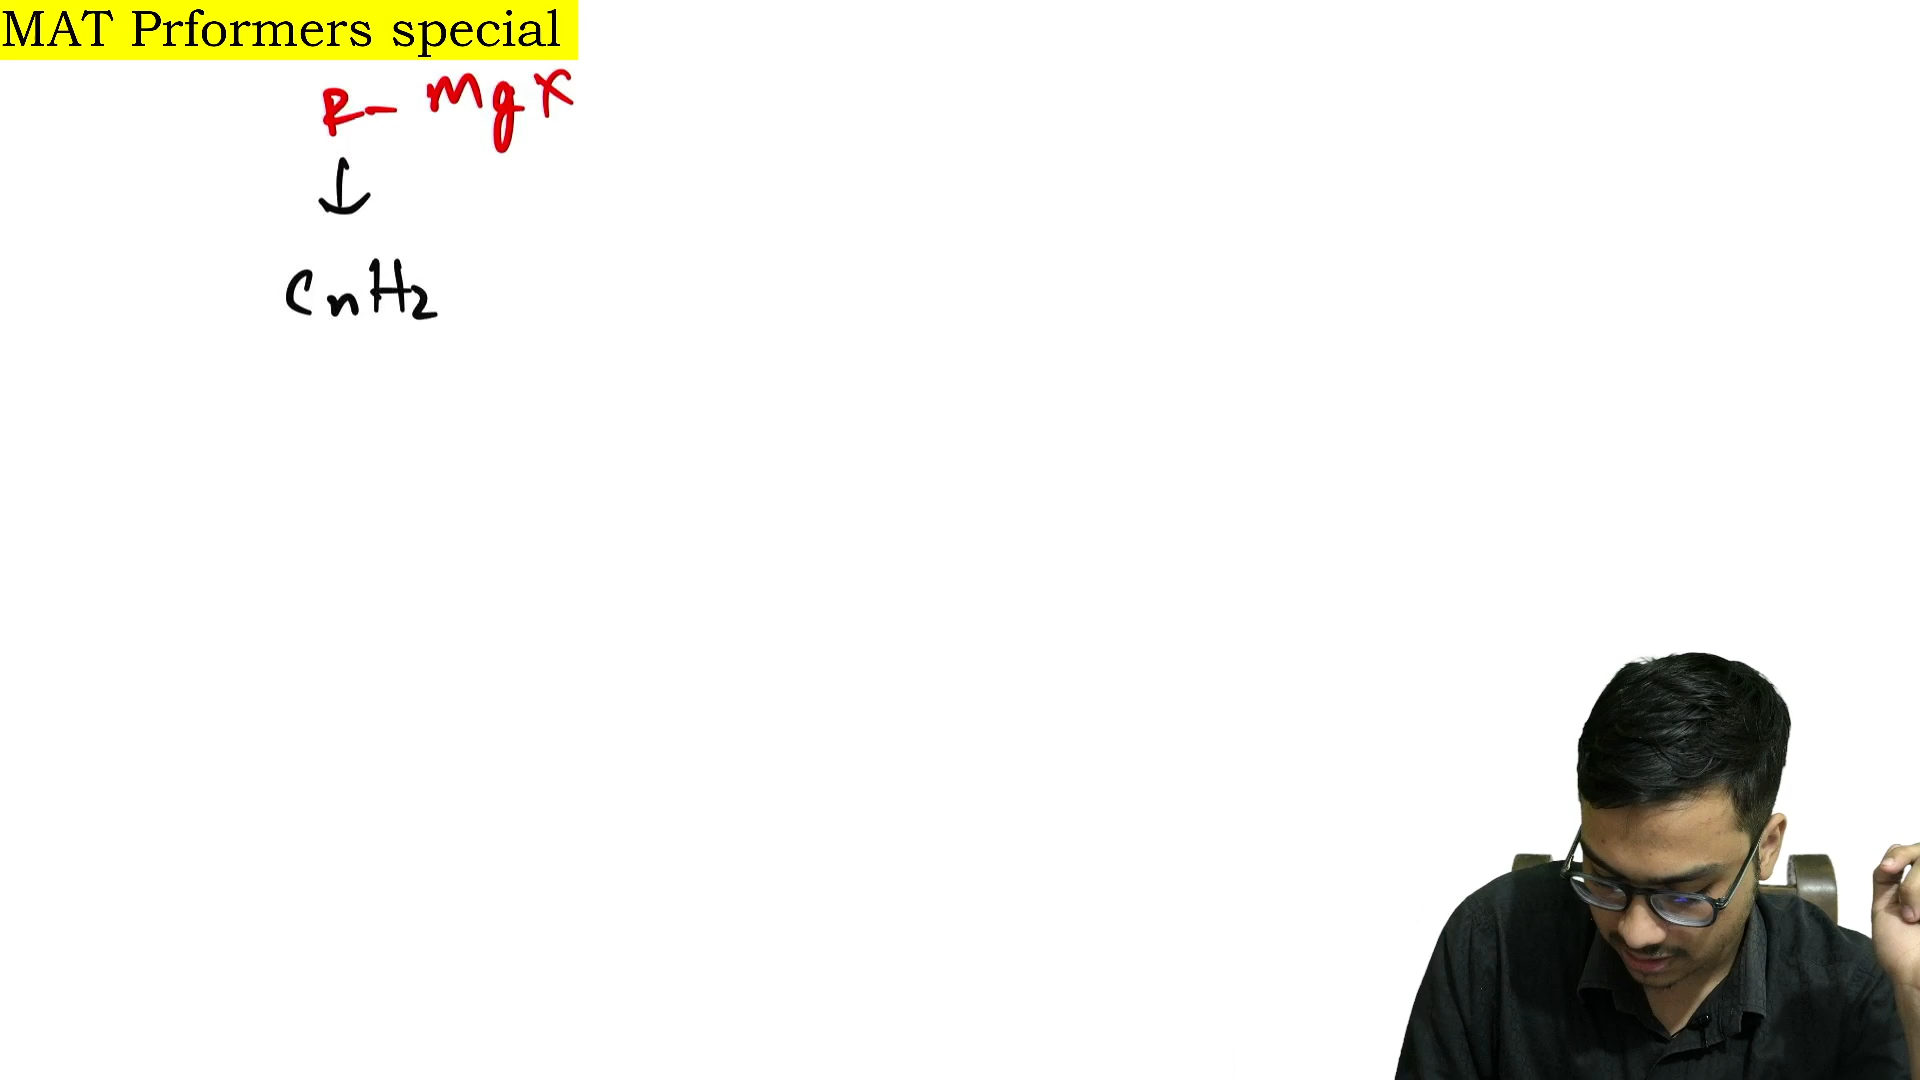 MAT Prformers special
R- MgX
↓
CnH2